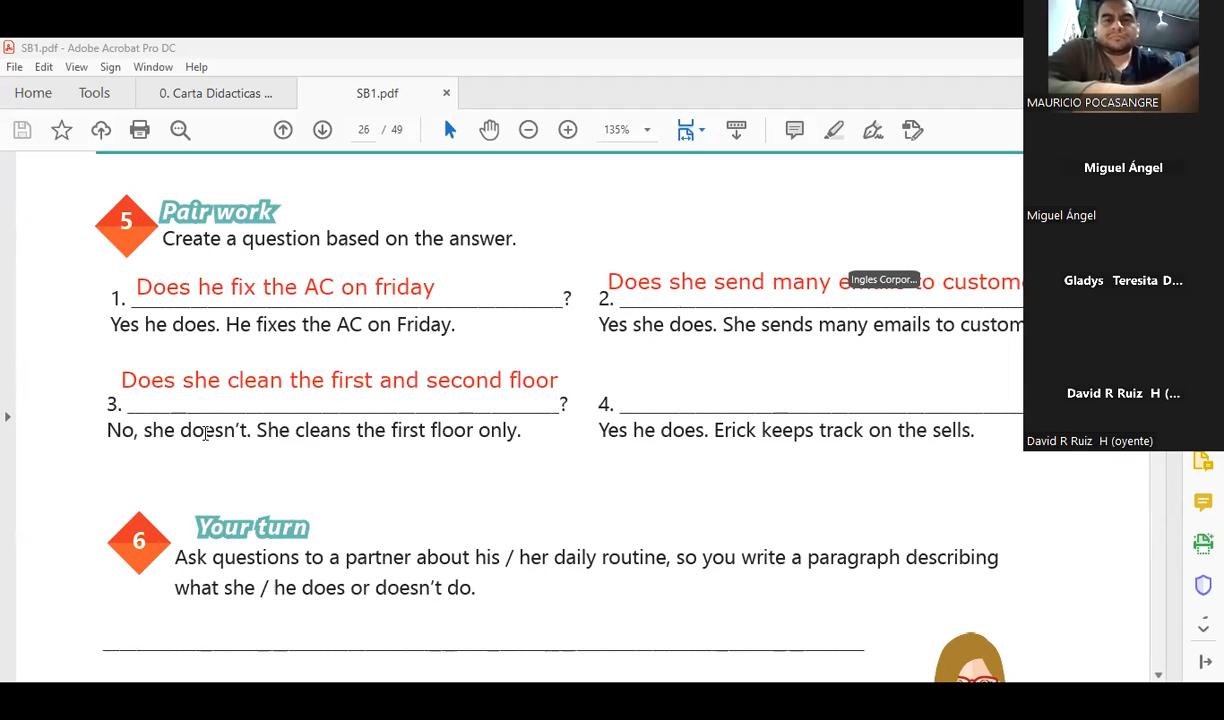 SB1.pdf - Adobe Acrobat Pro DC
File Edit View Sign Window Help
Home Tools 0. Carta Didacticas ... SB1.pdf ×
26 / 49 135%
5 Pair work
Create a question based on the answer.
Does he fix the AC on friday
1. ?
Yes he does. He fixes the AC on Friday.
Does she send many emails to custome
2.
Yes she does. She sends many emails to custom
Ingles Corpor...
Does she clean the first and second floor
3. ?
No, she doesn't. She cleans the first floor only.
4.
Yes he does. Erick keeps track on the sells.
6 Your turn
Ask questions to a partner about his / her daily routine, so you write a paragraph describing
what she / he does or doesn't do.
MAURICIO POCASANGRE
Miguel Ángel
Miguel Ángel
Gladys Teresita D...
David R Ruiz H (...
David R Ruiz H (oyente)